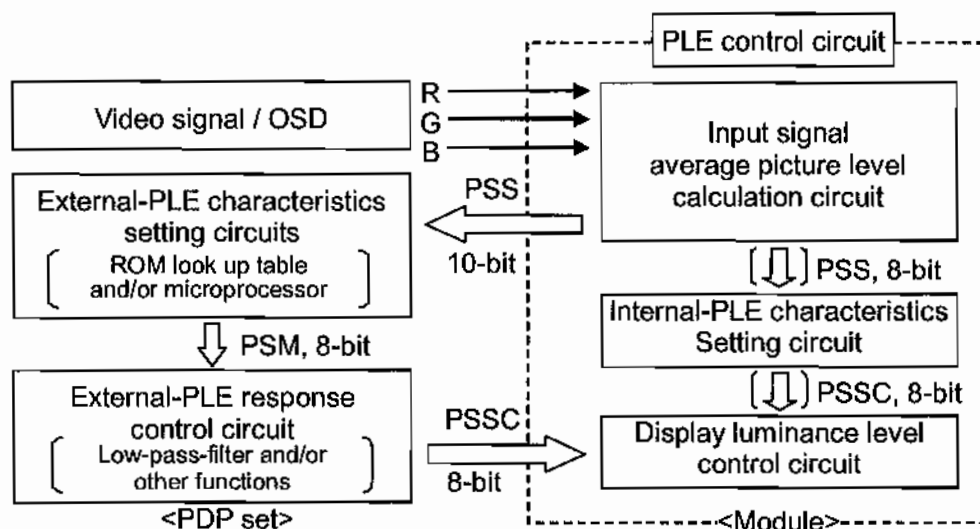 PLE control circuit
Video signal / OSD
R
G
B
Input signal
average picture level
calculation circuit
PSS
10-bit
External-PLE characteristics
setting circuits
ROM look up table
and/or microprocessor
PSS, 8-bit
Internal-PLE characteristics
Setting circuit
PSM, 8-bit
PSSC, 8-bit
External-PLE response
control circuit
Low-pass-filter and/or
other functions
PSSC
8-bit
Display luminance level
control circuit
<PDP set>
<Module>